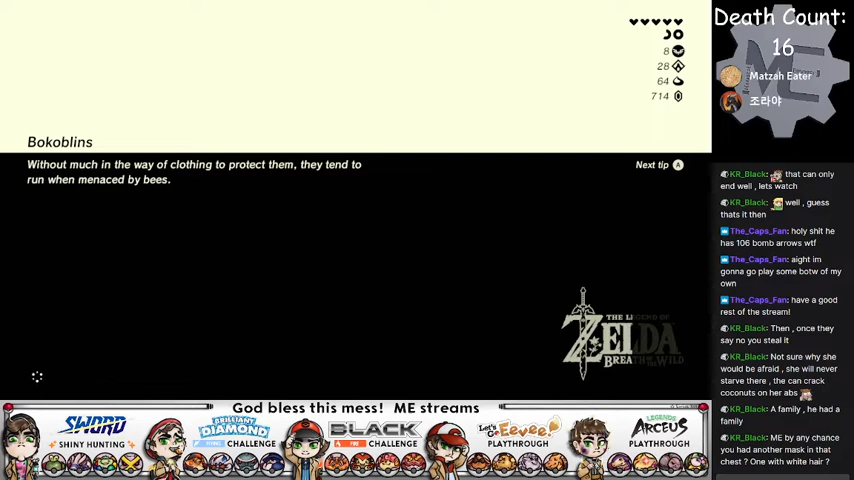 Death Count:
16
Matzah Eater
조라야
8
28
64
714
Bokoblins
Without much in the way of clothing to protect them, they tend to
run when menaced by bees.
Next tip A
THE LEGEND OF
ZELDA
BREATH OF THE WILD
KR_Black: that can only
end well , lets watch
KR_Black: well , guess
thats it then
The_Caps_Fan: holy shit he
has 106 bomb arrows wtf
The_Caps_Fan: aight im
gonna go play some botw of my
own
The_Caps_Fan: have a good
rest of the stream!
KR_Black: Then , once they
say no you steal it
KR_Black: Not sure why she
would be afraid , she will never
starve there , the can crack
coconuts on her abs
KR_Black: A family , he had a
family
KR_Black: ME by any chance
you had another mask in that
chest ? One with white hair ?
God bless this mess! ME streams
SWORD
SHINY HUNTING
BRILLIANT
DIAMOND
CHALLENGE
BLACK
FIRE CHALLENGE
Let's Go Eevee!
PLAYTHROUGH
LEGENDS
ARCEUS
PLAYTHROUGH